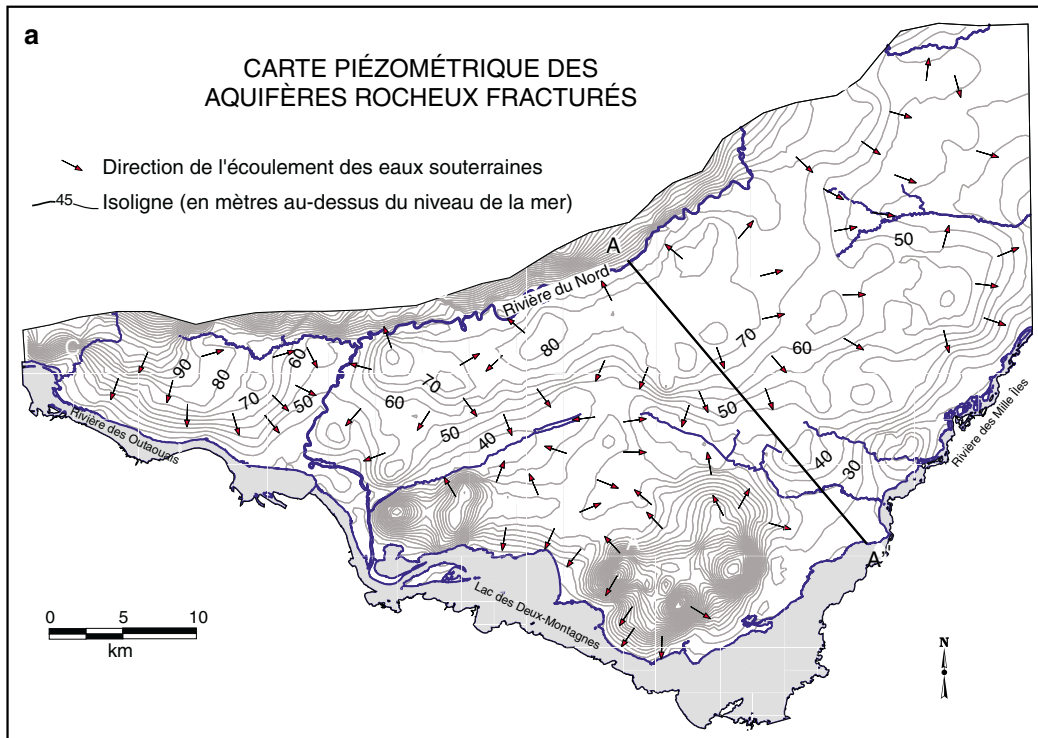 a
CARTE PIÉZOMÉTRIQUE DES
AQUIFÈRES ROCHEUX FRACTURÉS
Direction de l'écoulement des eaux souterraines
45 Isoligne (en mètres au-dessus du niveau de la mer)
50
A
Rivière du Nord
70
60
80
90
80
70
60
50
70
60
50
40
50
40
30
Rivière des Outaouais
Rivière des Mille Îles
A"
Lac des Deux-Montagnes
0 5 10
km
N